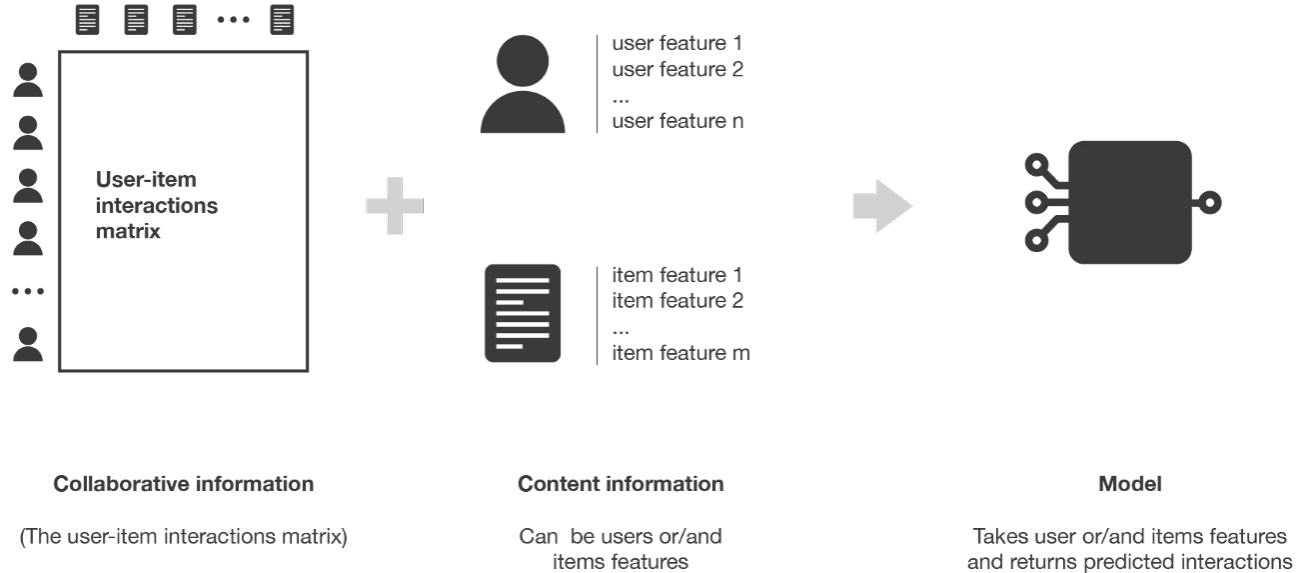 User-item
interactions
matrix
user feature 1
user feature 2
...
user feature n
item feature 1
item feature 2
...
item feature m
Collaborative information
(The user-item interactions matrix)
Content information
Can be users or/and
items features
Model
Takes user or/and items features
and returns predicted interactions